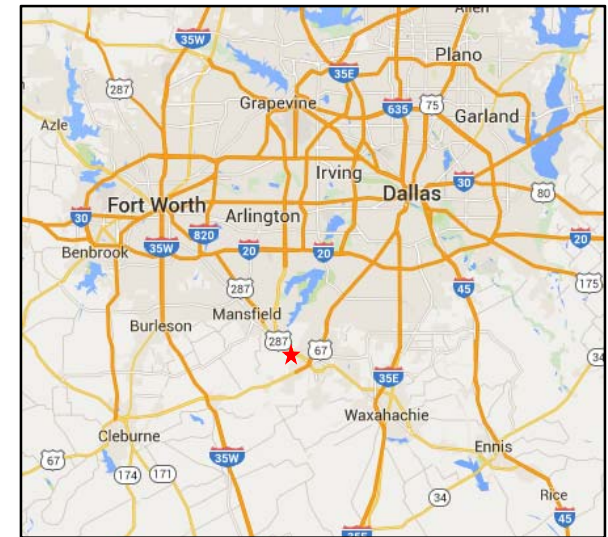 Allen
35W
Plano
35E
287
Grapevine
635
75
Garland
Azle
Irving
30
Dallas
80
Fort Worth
Arlington
30
820
35W
20
20
20
Benbrook
287
45
175
Mansfield
Burleson
287
67
34
35E
Waxahachie
Cleburne
Ennis
67
35W
174
171
34
Rice
45
35E